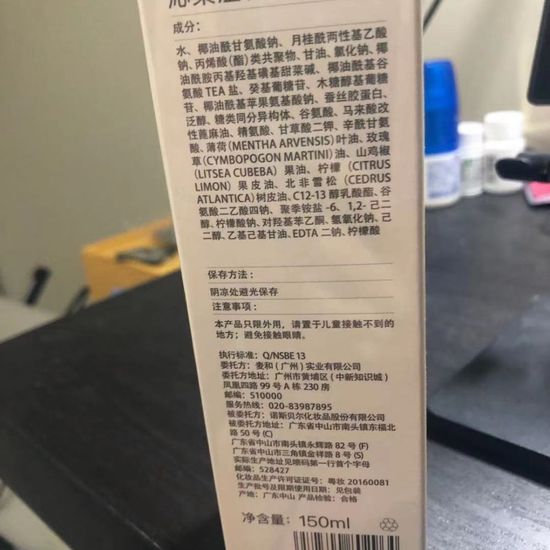 成分：
水、椰油酰甘氨酸钠、月桂酰两性基乙酸
钠、丙烯酸（酯）类共聚物、甘油、氯化钠、椰
油酰胺丙基羟基磺基甜菜碱、椰油酰基谷
氨酸TEA盐、癸基葡糖苷、木糖醇基葡糖
苷、椰油酰基苹果氨基酸钠、蚕丝胶蛋白、
泛醇、糖类同分异构体、谷氨酸、马来酸改
性蓖麻油、精氨酸、甘草酸二钾、辛酰甘氨
酸、薄荷(MENTHA ARVENSIS)叶油、玫瑰
草(CYMBOPOGON MARTINI)油、山鸡椒
(LITSEA CUBEBA)果油、柠檬(CITRUS
LIMON)果皮油、北非雪松(CEDRUS
ATLANTICA)树皮油、C12-13醇乳酸酯、谷
氨酸二乙酸四钠、聚季铵盐-6、1,2-己二
醇、柠檬酸钠、对羟基苯乙酮、氢氧化钠、己
二醇、乙基己基甘油、EDTA二钠、柠檬酸
保存方法：
阴凉处避光保存
注意事项：
本产品只限外用，请置于儿童接触不到的
地方；避免接触眼睛。
执行标准：Q/NSBE 13
委托方：麦和（广州）实业有限公司
委托方地址：广州市黄埔区（中新知识城）
凤凰四路99号A栋230房
邮编：510000
服务热线：020-83987895
被委托方：诺斯贝尔化妆品股份有限公司
被委托方地址：广东省中山市南头镇东福北
路50号(C)
广东省中山市南头镇永辉路82号(F)
广东省中山市三角镇金祥路8号(S)
实际生产地址见喷码第一行首个字母
邮编：528427
化妆品生产许可证证号：粤妆20160081
生产批号及限期使用日期：见包装
产地：广东中山 产品检验：合格
净含量：150ml